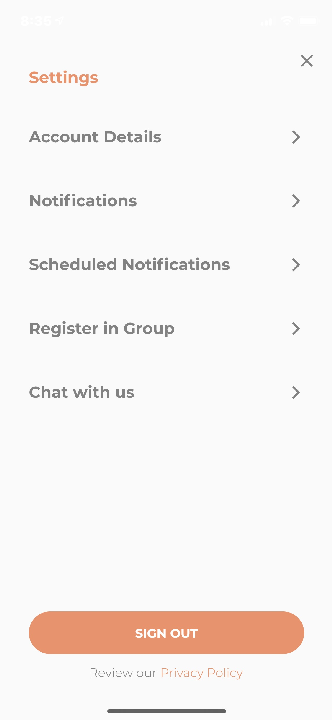 Settings
Account Details
Notifications
Scheduled Notifications
Register in Group
Chat with us
SIGN OUT
Review our Privacy Policy